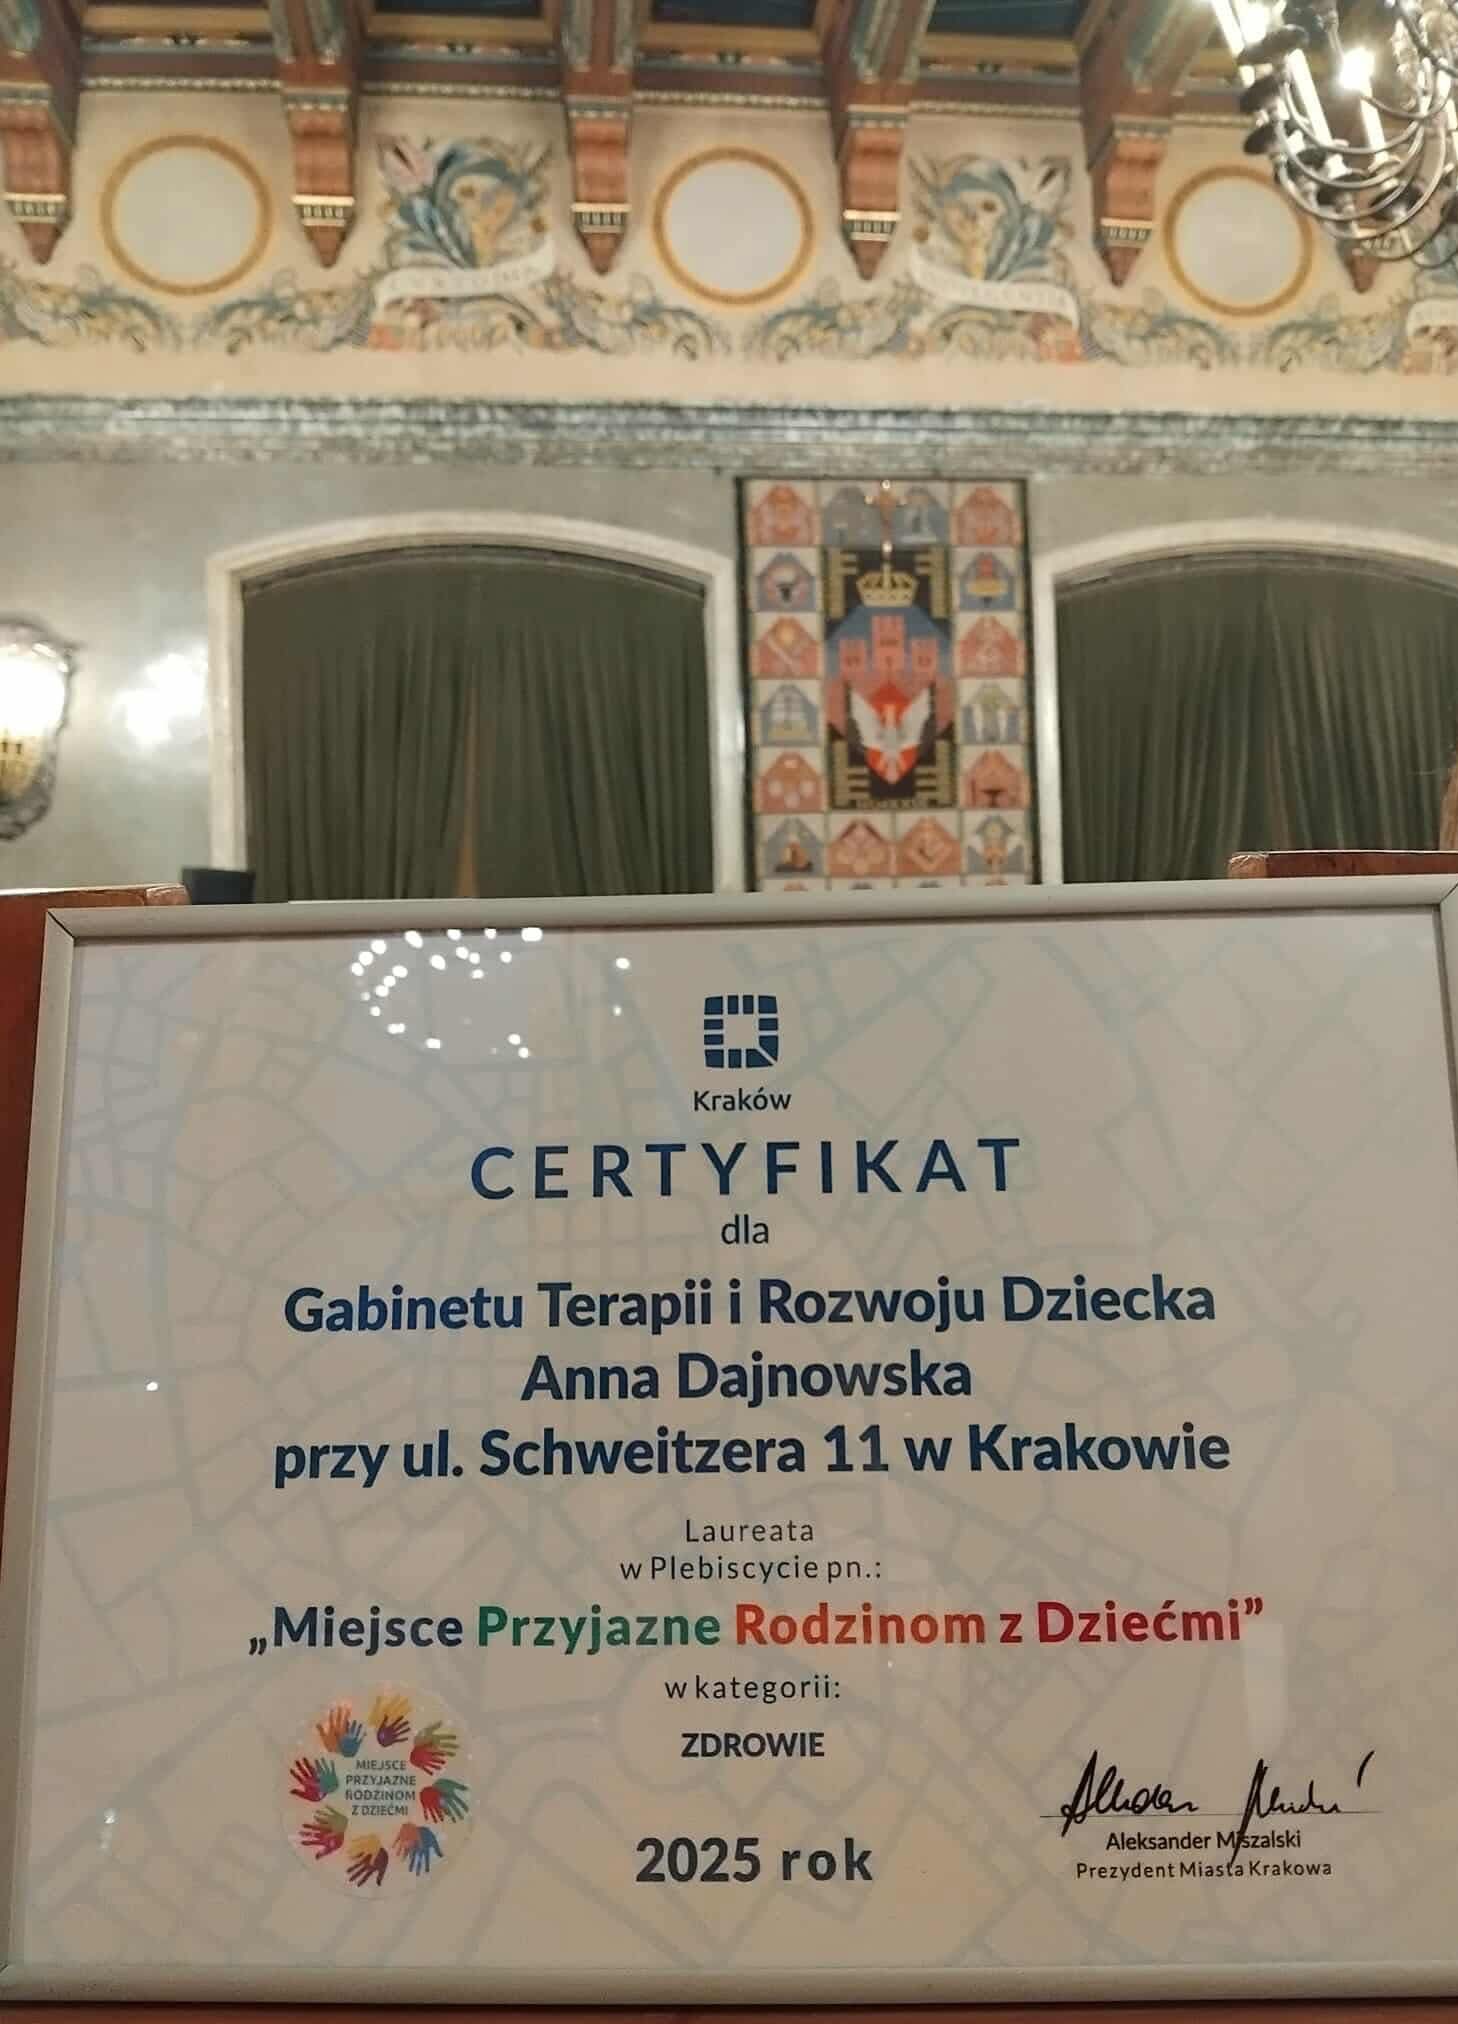 Kraków
CERTYFIKAT
dla
Gabinetu Terapii i Rozwoju Dziecka
Anna Dajnowska
przy ul. Schweitzera 11 w Krakowie
Laureata
w Plebiscycie pn.:
„Miejsce Przyjazne Rodzinom z Dziećmi”
w kategorii:
ZDROWIE
MIEJSCE
PRZYJAZNE
RODZINOM
Z DZIEĆMI
2025 rok
Aleksander Miszalski
Prezydent Miasta Krakowa